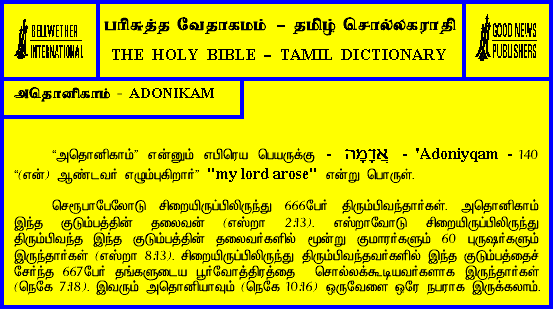 BELLWETHER
INTERNATIONAL
பரிசுத்த வேதாகமம் – தமிழ் சொல்லகராதி
THE HOLY BIBLE – TAMIL DICTIONARY
GOOD NEWS
PUBLISHERS
அதொனிகாம் - ADONIKAM
“அதொனிகாம்” என்னும் எபிரெய பெயருக்கு - אֲדָמָה - 'Adoniyqam - 140
“(என்) ஆண்டவர் எழும்புகிறார்” "my lord arose" என்று பொருள்.
செரூபாபேலோடு சிறையிருப்பிலிருந்து 666பேர் திரும்பிவந்தார்கள். அதொனிகாம்
இந்த குடும்பத்தின் தலைவன் (எஸ்றா 2:13). எஸ்றாவோடு சிறையிருப்பிலிருந்து
திரும்பிவந்த இந்த குடும்பத்தின் தலைவர்களில் மூன்று குமாரர்களும் 60 புருஷர்களும்
இருந்தார்கள் (எஸ்றா 8:13). சிறையிருப்பிலிருந்து திரும்பிவந்தவர்களில் இந்த குடும்பத்தைச்
சேர்ந்த 667பேர் தங்களுடைய பூர்வோத்திரத்தை சொல்லக்கூடியவர்களாக இருந்தார்கள்
(நெகே 7:18). இவரும் அதொனியாவும் (நெகே 10:16) ஒருவேளை ஒரே நபராக இருக்கலாம்.